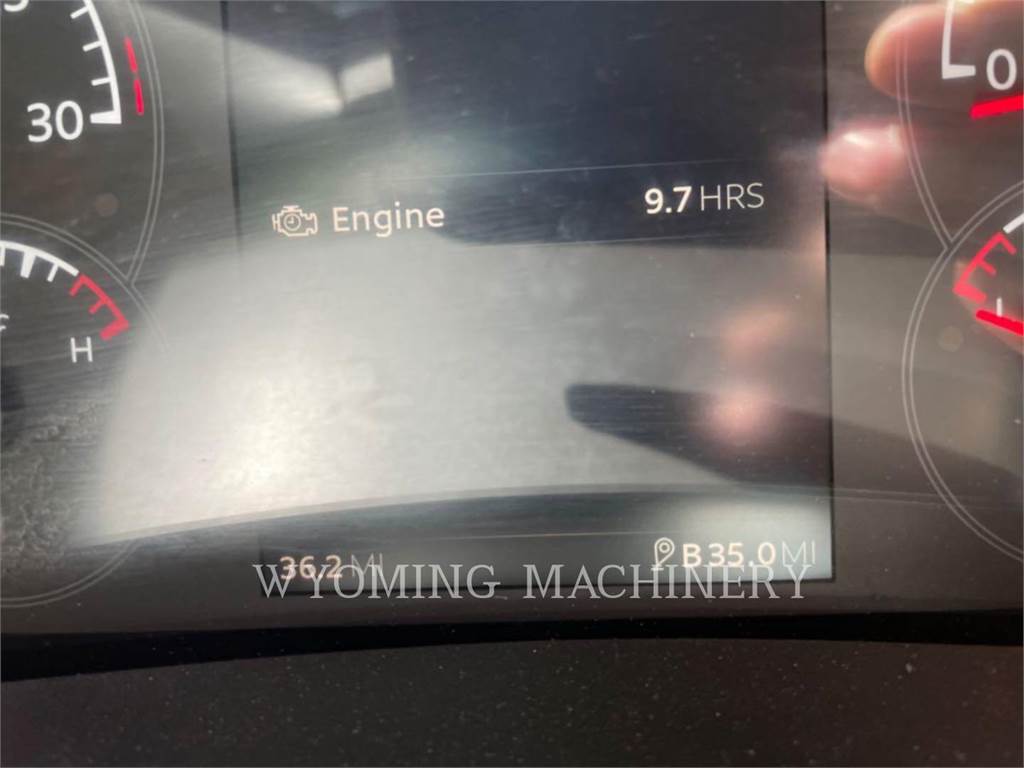 30
0
Engine 9.7 HRS
H
36.2 MI B 35.0 MI
WYOMING MACHINERY